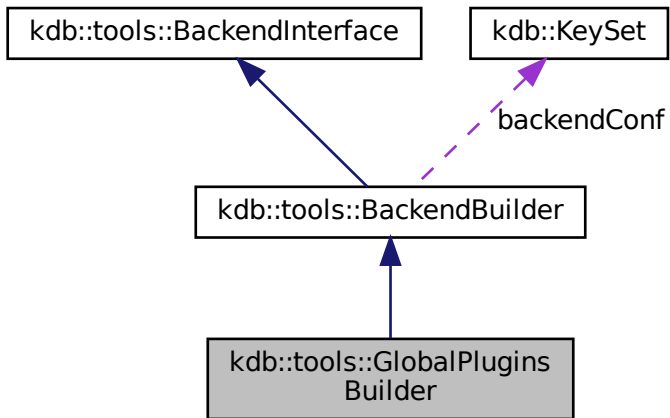 kdb::tools::BackendInterface
kdb::KeySet
backendConf
kdb::tools::BackendBuilder
kdb::tools::GlobalPlugins
Builder